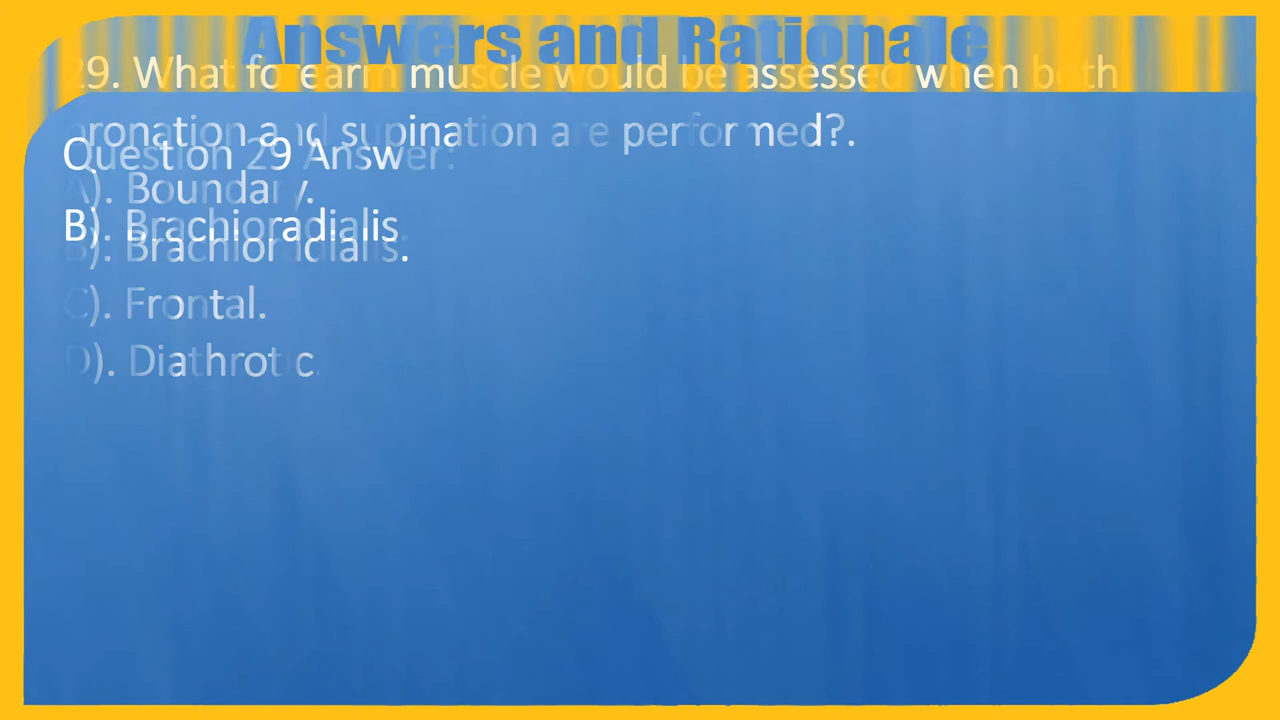 Answers and Rationale
29. What forearm muscle would be assessed when both
pronation and supination are performed?.
Question 29 Answer:
A). Boundary.
B). Brachioradialis.
B). Brachioradialis.
C). Frontal.
D). Diathrotic.